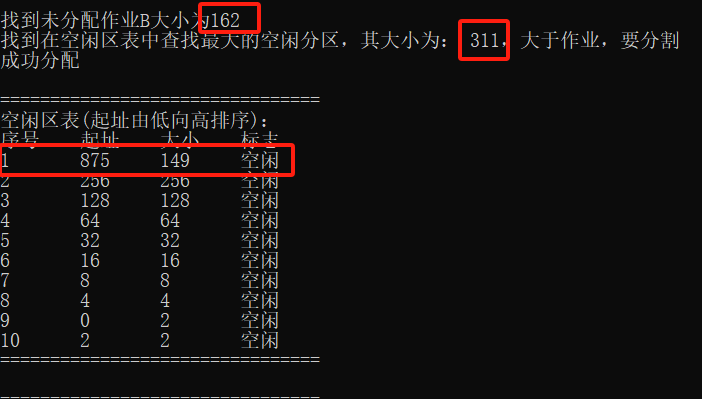 找到未分配作业B大小为162
找到在空闲区表中查找最大的空闲分区，其大小为： 311，大于作业，要分割
成功分配
================================
空闲区表(起址由低向高排序)：
序号 起址 大小 标志
1 875 149 空闲
2 256 256 空闲
3 128 128 空闲
4 64 64 空闲
5 32 32 空闲
6 16 16 空闲
7 8 8 空闲
8 4 4 空闲
9 0 2 空闲
10 2 2 空闲
================================
================================